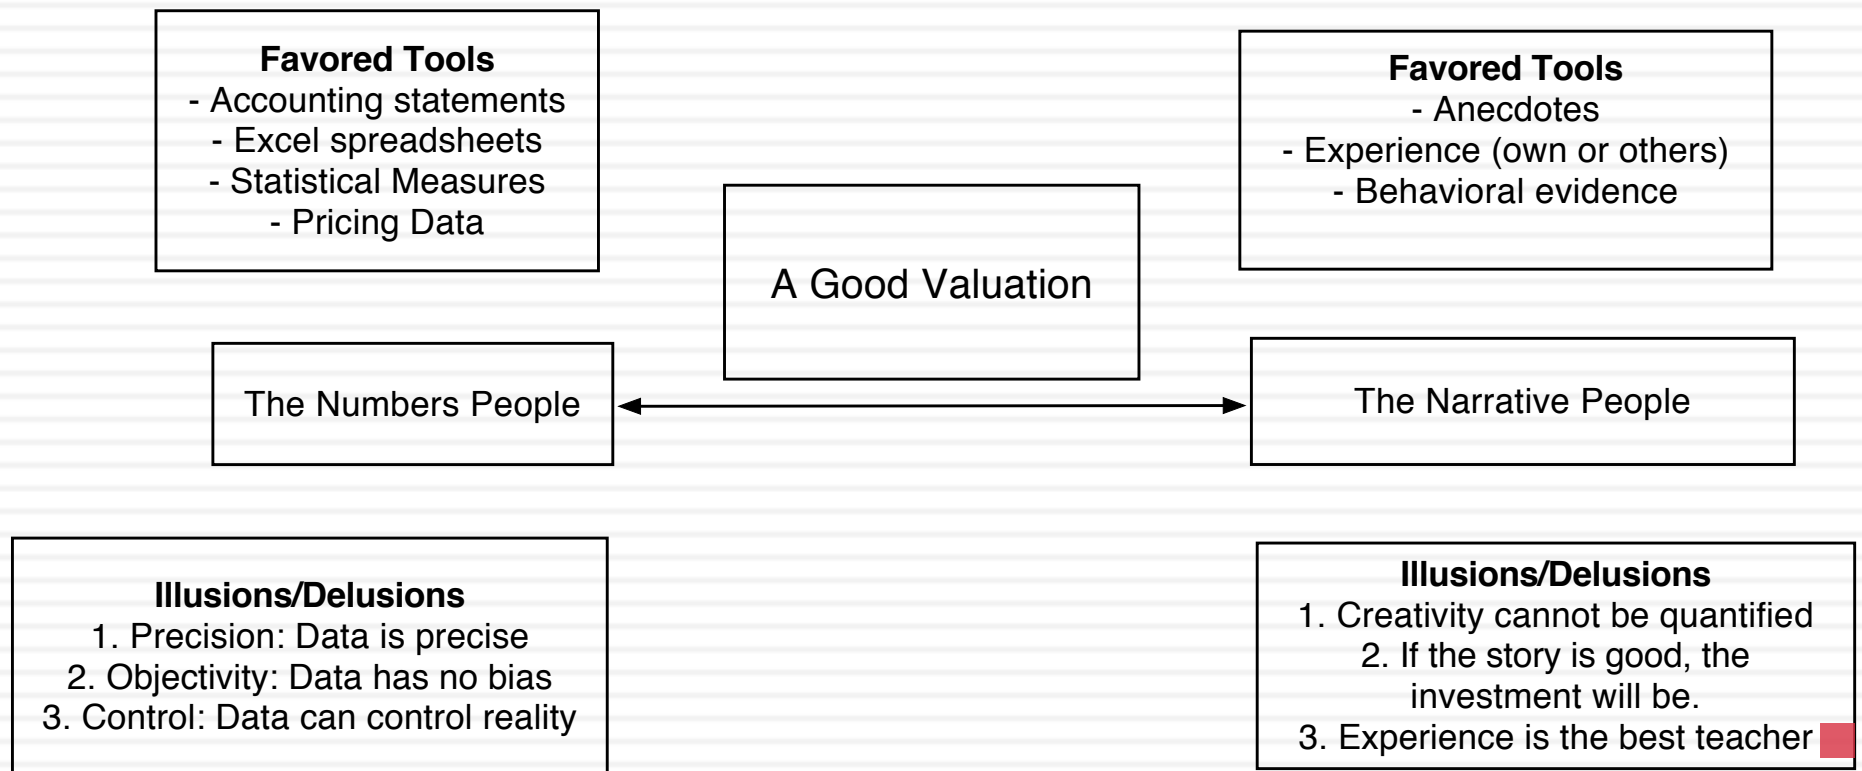 Favored Tools
- Accounting statements
- Excel spreadsheets
- Statistical Measures
- Pricing Data
Favored Tools
- Anecdotes
- Experience (own or others)
- Behavioral evidence
A Good Valuation
The Numbers People
The Narrative People
Illusions/Delusions
1. Precision: Data is precise
2. Objectivity: Data has no bias
3. Control: Data can control reality
Illusions/Delusions
1. Creativity cannot be quantified
2. If the story is good, the
investment will be.
3. Experience is the best teacher